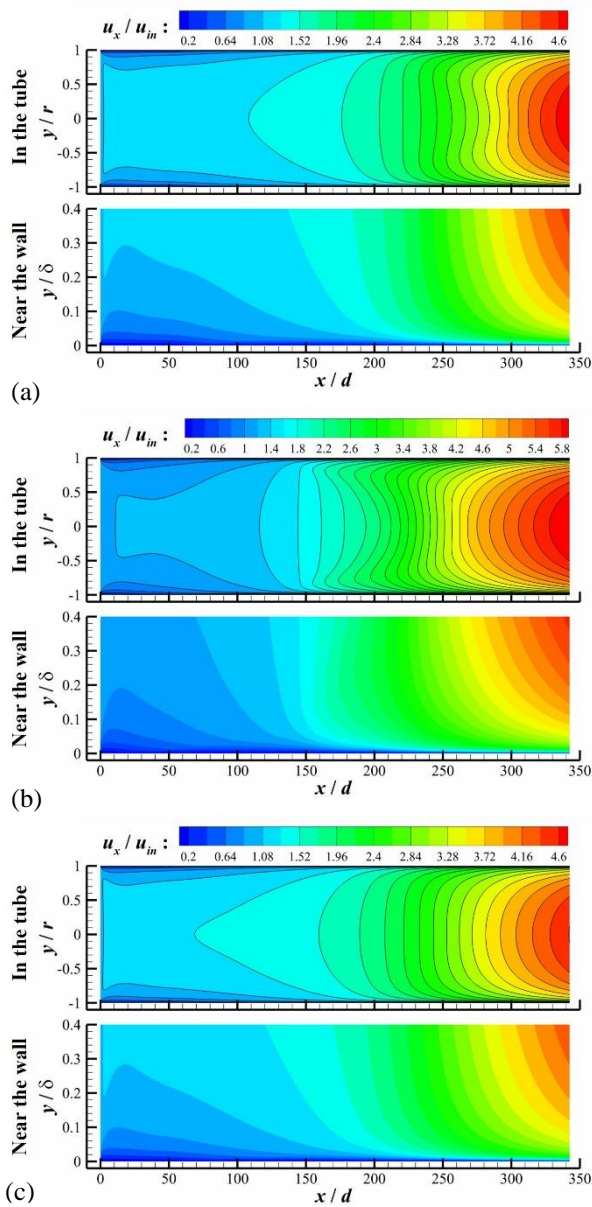 u_x / u_in :
0.2 0.64 1.08 1.52 1.96 2.4 2.84 3.28 3.72 4.16 4.6
In the tube
y / r
1
0.5
0
-0.5
-1
Near the wall
y / δ
0.4
0.3
0.2
0.1
0
0 50 100 150 200 250 300 350
x / d
(a)
u_x / u_in :
0.2 0.6 1 1.4 1.8 2.2 2.6 3 3.4 3.8 4.2 4.6 5 5.4 5.8
In the tube
y / r
1
0.5
0
-0.5
-1
Near the wall
y / δ
0.4
0.3
0.2
0.1
0
0 50 100 150 200 250 300 350
x / d
(b)
u_x / u_in :
0.2 0.64 1.08 1.52 1.96 2.4 2.84 3.28 3.72 4.16 4.6
In the tube
y / r
1
0.5
0
-0.5
-1
Near the wall
y / δ
0.4
0.3
0.2
0.1
0
0 50 100 150 200 250 300 350
x / d
(c)